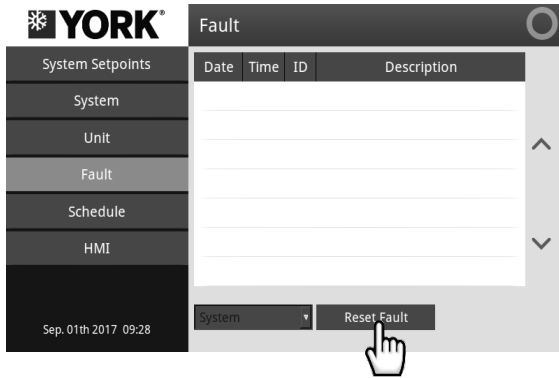 YORK®
Fault
System Setpoints
System
Unit
Fault
Schedule
HMI
Sep. 01th 2017 09:28
Date Time ID Description
System
Reset Fault